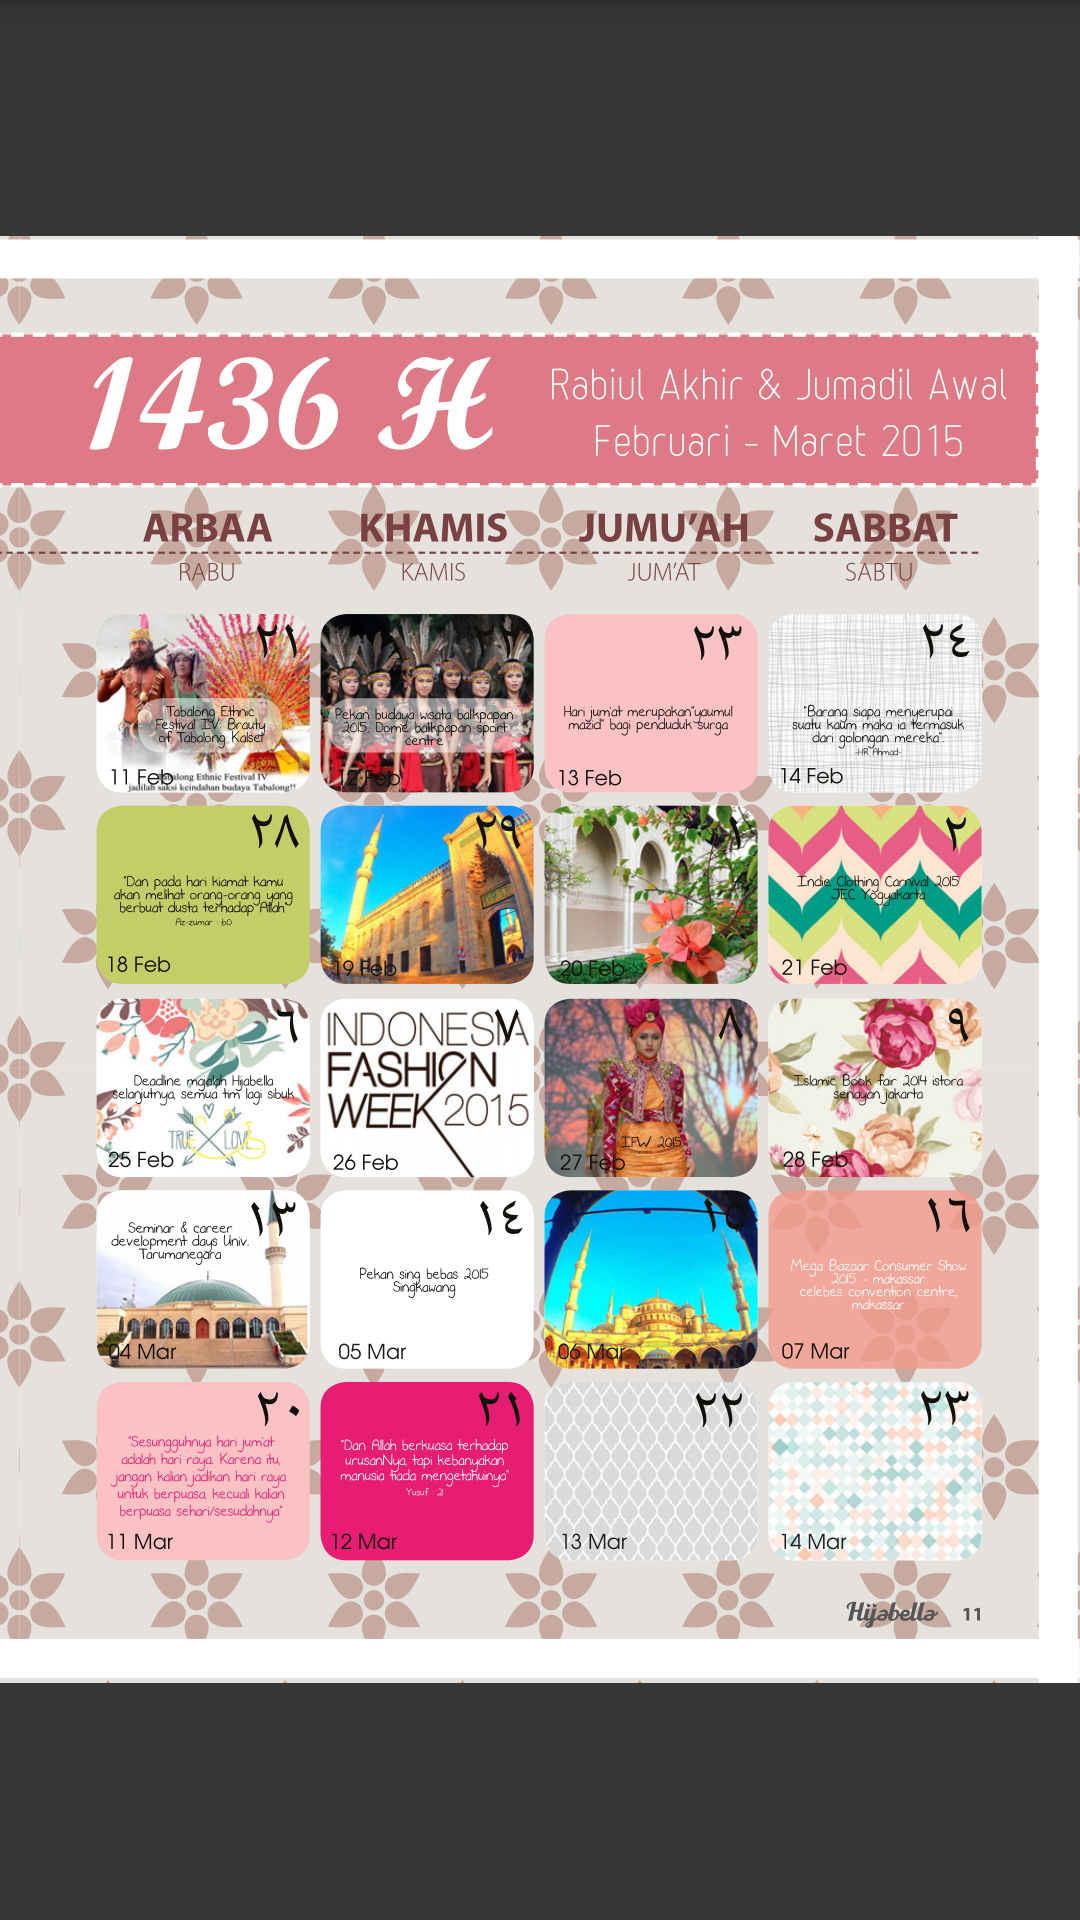 1436 H
Rabiul Akhir & Jumadil Awal
Februari - Maret 2015
ARBAA
KHAMIS
JUMU'AH
SABBAT
RABU
KAMIS
JUM'AT
SABTU
٢١
Tabalong Ethnic
Festival IV: Brauty
of Tabalong Kalsel
11 Feb
Tabalong Ethnic Festival IV
jadilah saksi keindahan budaya Tabalong!!
٢٢
Pekan budaya wisata balikpapan
2015. Dome balikpapan sport
centre
12 Feb
٢٣
Hari jum'at merupakan"yaumul
mazid" bagi penduduk surga
13 Feb
٢٤
"Barang siapa menyerupai
suatu kaum maka ia termasuk
dari golongan mereka".
-HR Ahmad-
14 Feb
٢٨
"Dan pada hari kiamat kamu
akan melihat orang-orang yang
berbuat dusta terhadap Allah"
Az-zumar : 60
18 Feb
٢٩
19 Feb
١
20 Feb
٢
Indie Clothing Carnival 2015
JEC Yogyakarta
21 Feb
٦
Deadline majalah Hijabella
selanjutnya, semua tim lagi sibuk
TRUE LOVE
25 Feb
٧
INDONESIA
FASHION
WEEK 2015
26 Feb
٨
IFW 2015
27 Feb
٩
Islamic Book fair 2014 istora
senayan jakarta
28 Feb
١٣
Seminar & career
development days Univ.
Tarumanegara
04 Mar
١٤
Pekan sing bebas 2015
Singkawang
05 Mar
١٥
06 Mar
١٦
Mega Bazaar Consumer Show
2015 - makassar
celebes convention centre,
makassar
07 Mar
٢٠
"Sesungguhnya hari jum'at
adalah hari raya. Karena itu,
jangan kalian jadikan hari raya
untuk berpuasa, kecuali kalian
berpuasa sehari/sesudahnya"
11 Mar
٢١
"Dan Allah berkuasa terhadap
urusanNya, tapi kebanyakan
manusia tiada mengetahuinya"
Yusuf : 21
12 Mar
٢٢
13 Mar
٢٣
14 Mar
Hijabella 11